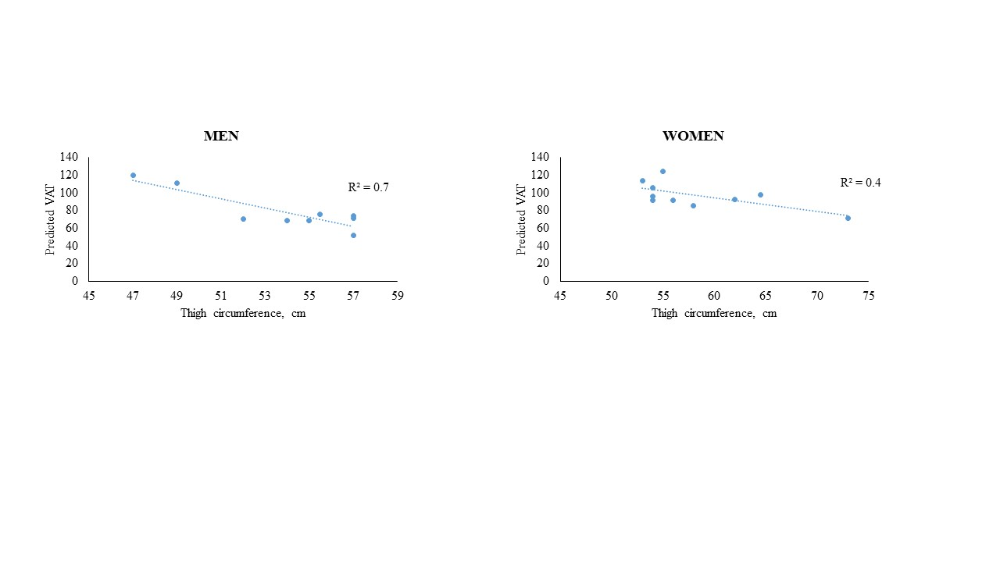 MEN
140
120
100
80
60
40
20
0
Predicted VAT
R² = 0.7
45 47 49 51 53 55 57 59
Thigh circumference, cm
WOMEN
140
120
100
80
60
40
20
0
Predicted VAT
R² = 0.4
45 50 55 60 65 70 75
Thigh circumference, cm